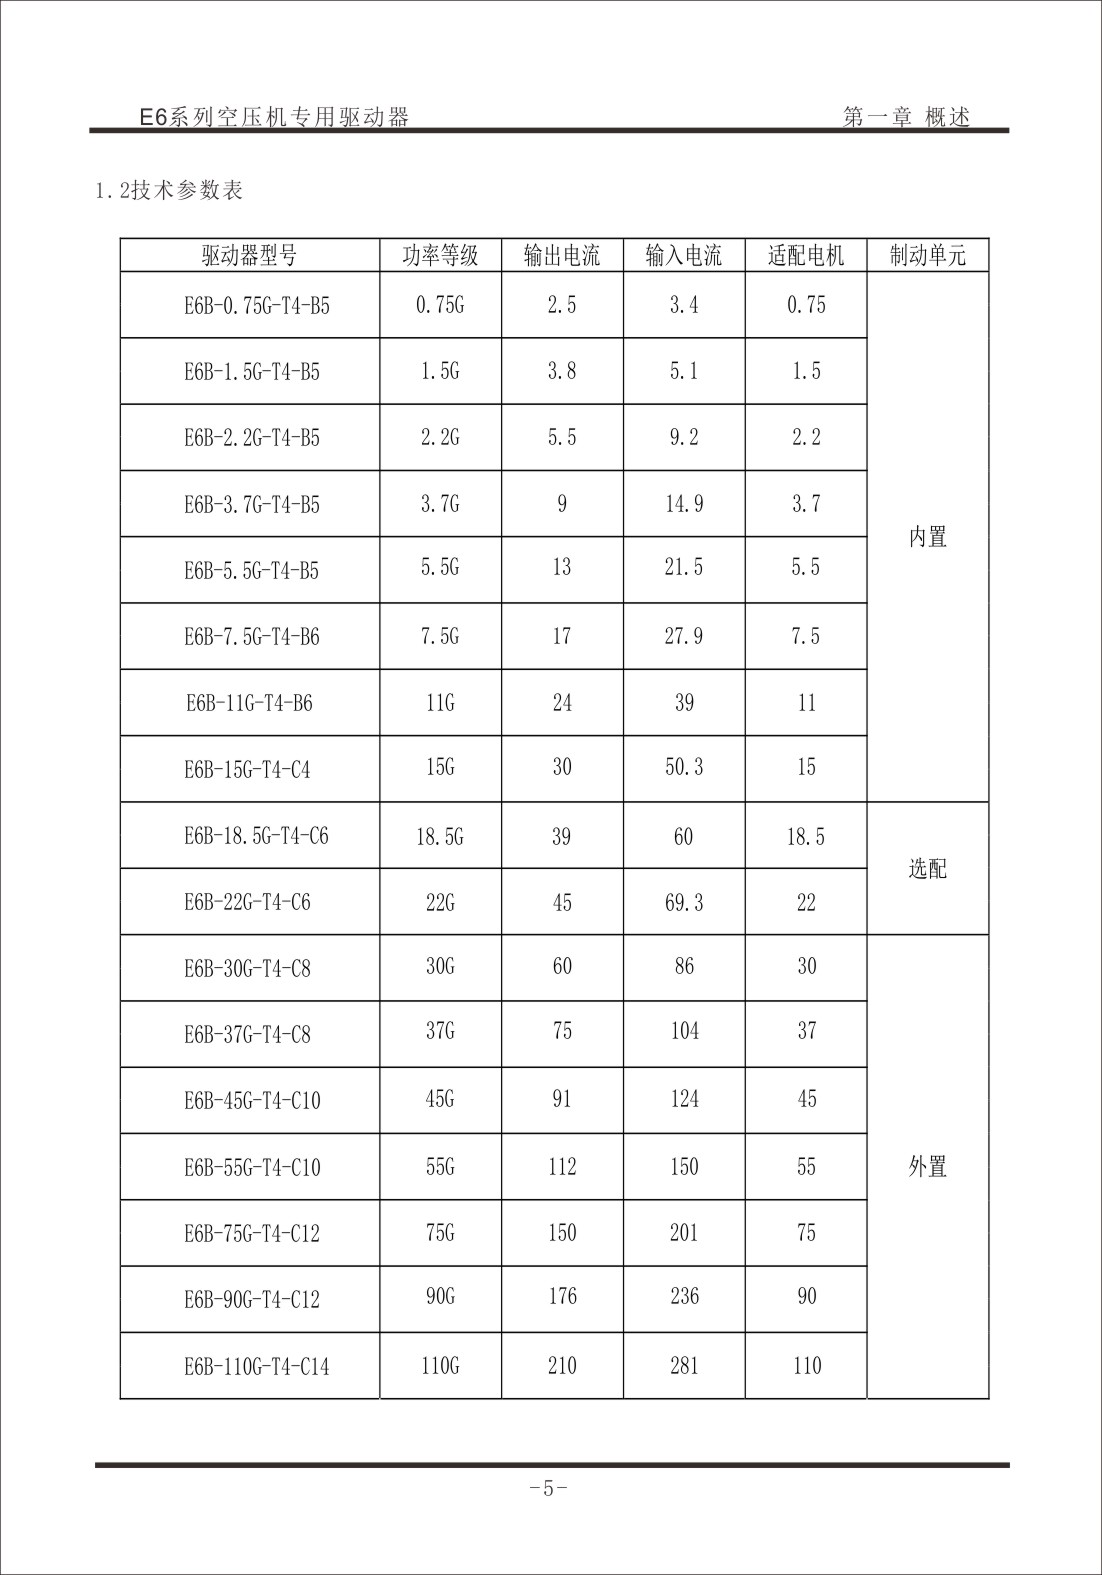 E6系列空压机专用驱动器 第一章 概述
1.2技术参数表
驱动器型号 功率等级 输出电流 输入电流 适配电机 制动单元
E6B-0.75G-T4-B5 0.75G 2.5 3.4 0.75
E6B-1.5G-T4-B5 1.5G 3.8 5.1 1.5
E6B-2.2G-T4-B5 2.2G 5.5 9.2 2.2
E6B-3.7G-T4-B5 3.7G 9 14.9 3.7
内置
E6B-5.5G-T4-B5 5.5G 13 21.5 5.5
E6B-7.5G-T4-B6 7.5G 17 27.9 7.5
E6B-11G-T4-B6 11G 24 39 11
E6B-15G-T4-C4 15G 30 50.3 15
E6B-18.5G-T4-C6 18.5G 39 60 18.5
选配
E6B-22G-T4-C6 22G 45 69.3 22
E6B-30G-T4-C8 30G 60 86 30
E6B-37G-T4-C8 37G 75 104 37
E6B-45G-T4-C10 45G 91 124 45
E6B-55G-T4-C10 55G 112 150 55 外置
E6B-75G-T4-C12 75G 150 201 75
E6B-90G-T4-C12 90G 176 236 90
E6B-110G-T4-C14 110G 210 281 110
-5-